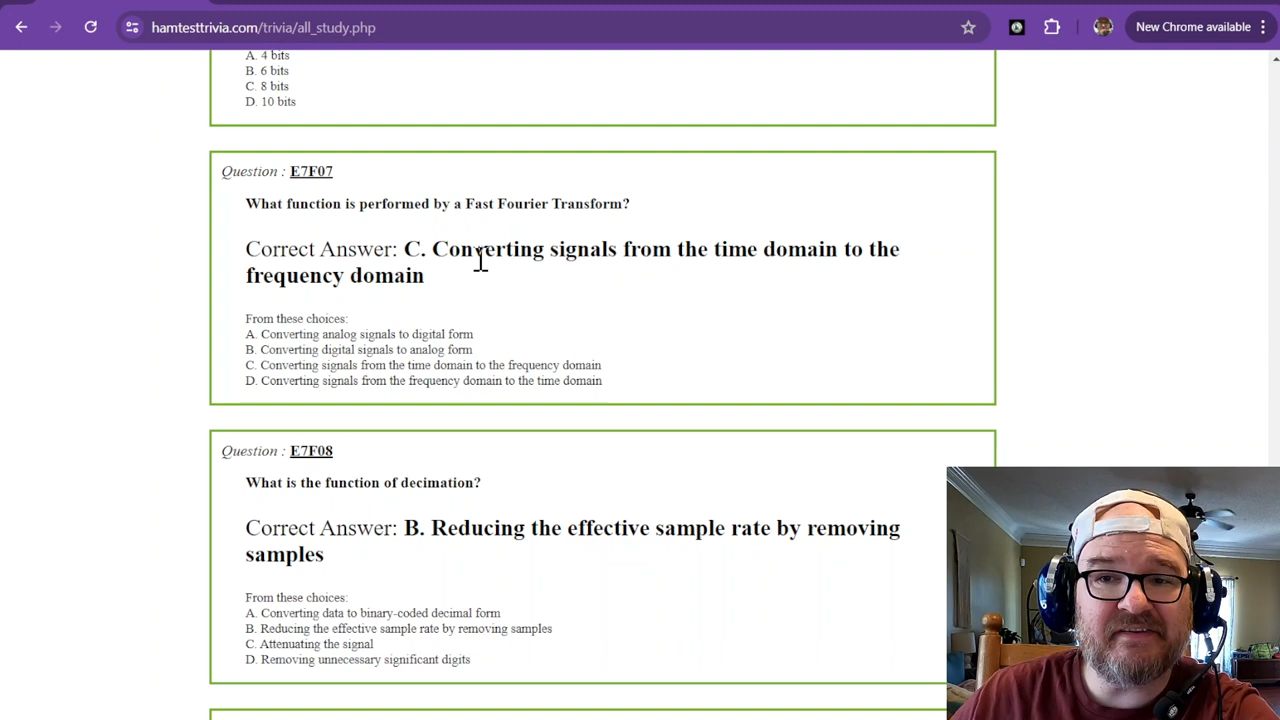 hamtesttrivia.com/trivia/all_study.php
New Chrome available
A. 4 bits
B. 6 bits
C. 8 bits
D. 10 bits
Question : E7F07
What function is performed by a Fast Fourier Transform?
Correct Answer: C. Converting signals from the time domain to the
frequency domain
From these choices:
A. Converting analog signals to digital form
B. Converting digital signals to analog form
C. Converting signals from the time domain to the frequency domain
D. Converting signals from the frequency domain to the time domain
Question : E7F08
What is the function of decimation?
Correct Answer: B. Reducing the effective sample rate by removing
samples
From these choices:
A. Converting data to binary-coded decimal form
B. Reducing the effective sample rate by removing samples
C. Attenuating the signal
D. Removing unnecessary significant digits